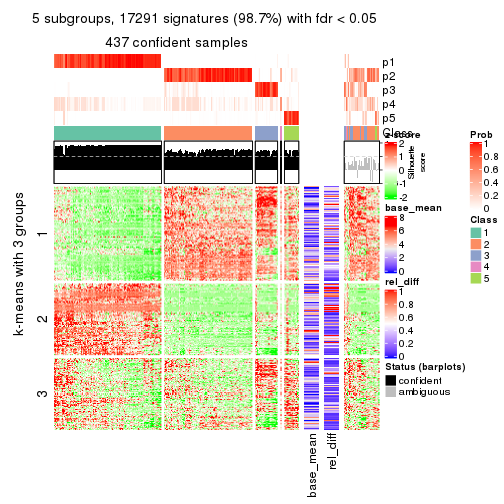 5 subgroups, 17291 signatures (98.7%) with fdr < 0.05
437 confident samples
p1
p2
p3
p4
p5
Class
z-score
2
1
0
-1
-2
Silhouette
score
Prob
1
0.8
0.6
0.4
0.2
0
base_mean
8
6
4
2
0
Class
1
2
3
4
5
rel_diff
1
0.8
0.6
0.4
0.2
0
Status (barplots)
confident
ambiguous
k-means with 3 groups
1
2
3
base_mean
rel_diff